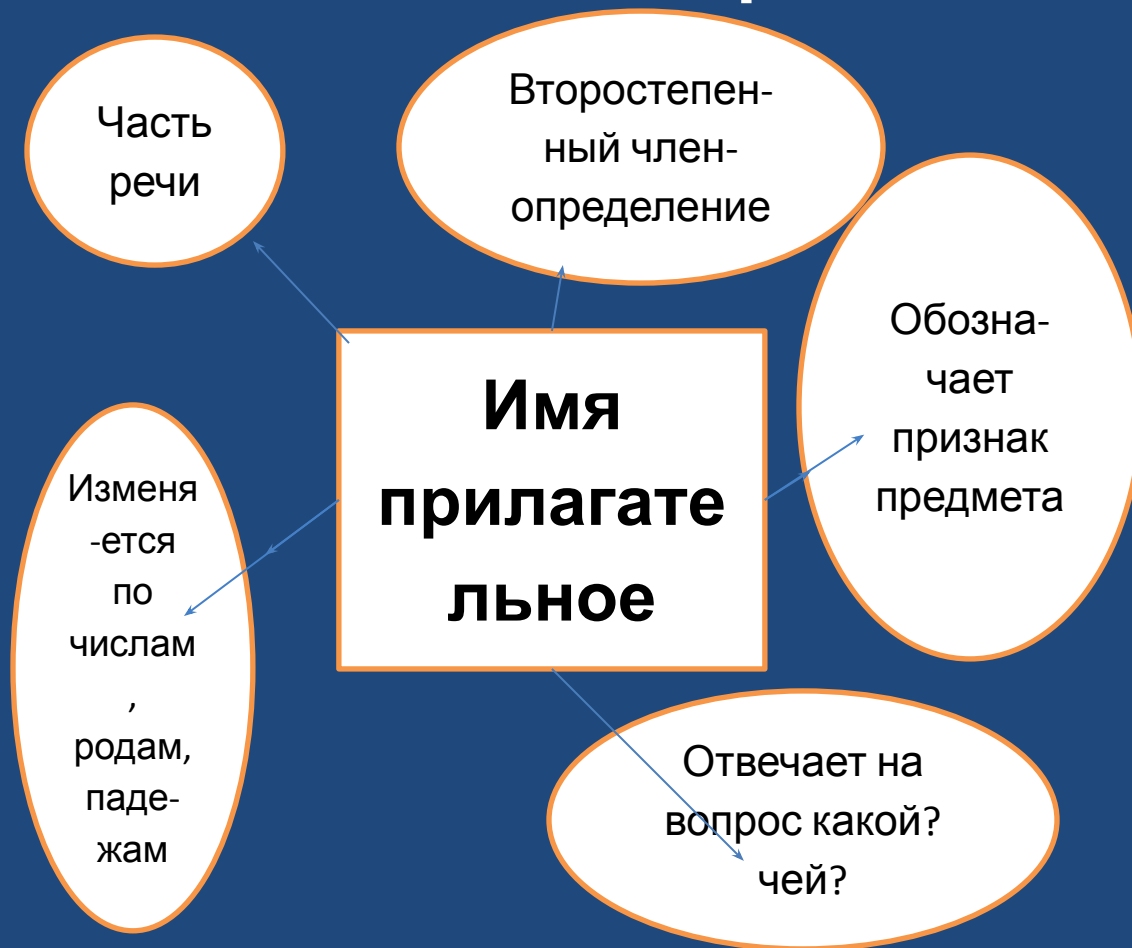 Часть
речи
Второстепен-
ный член-
определение
Обозна-
чает
признак
предмета
Имя
прилагате
льное
Изменя
-ется
по
числам
,
родам,
паде-
жам
Отвечает на
вопрос какой?
чей?